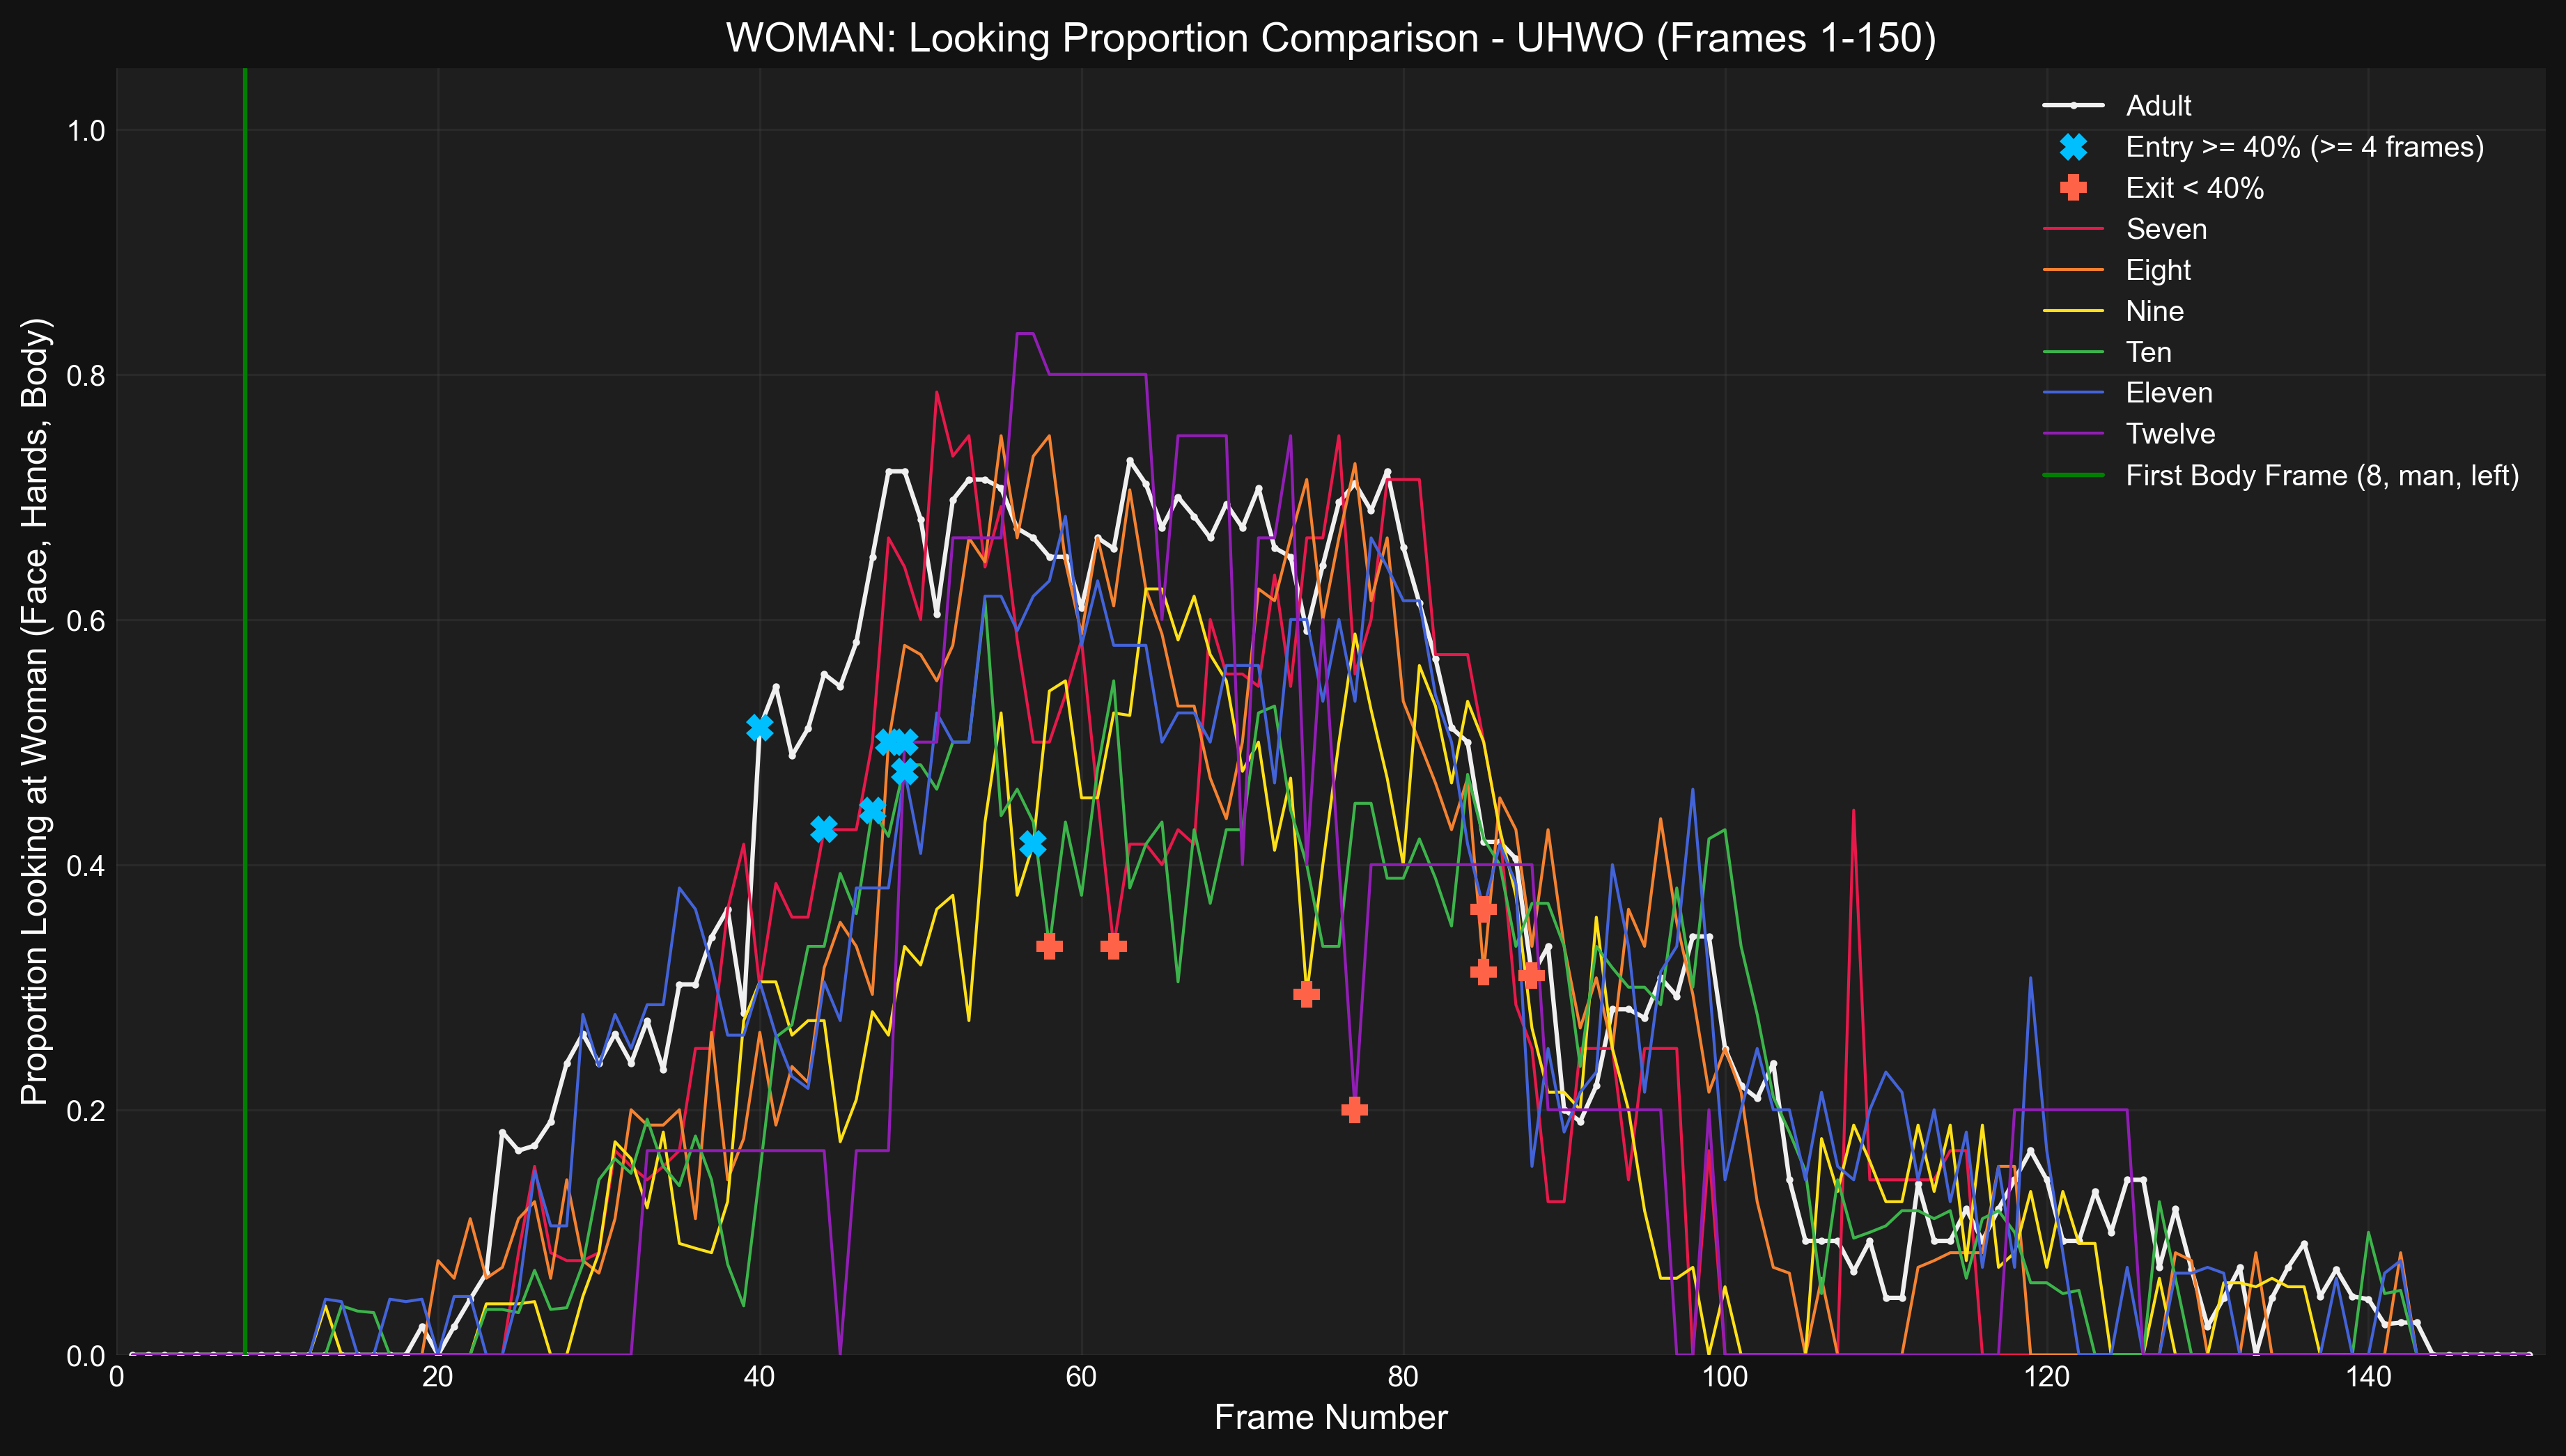 WOMAN: Looking Proportion Comparison - UHWO (Frames 1-150)
Proportion Looking at Woman (Face, Hands, Body)
1.0
0.8
0.6
0.4
0.2
0.0
Adult
Entry >= 40% (>= 4 frames)
Exit < 40%
Seven
Eight
Nine
Ten
Eleven
Twelve
First Body Frame (8, man, left)
0 20 40 60 80 100 120 140
Frame Number